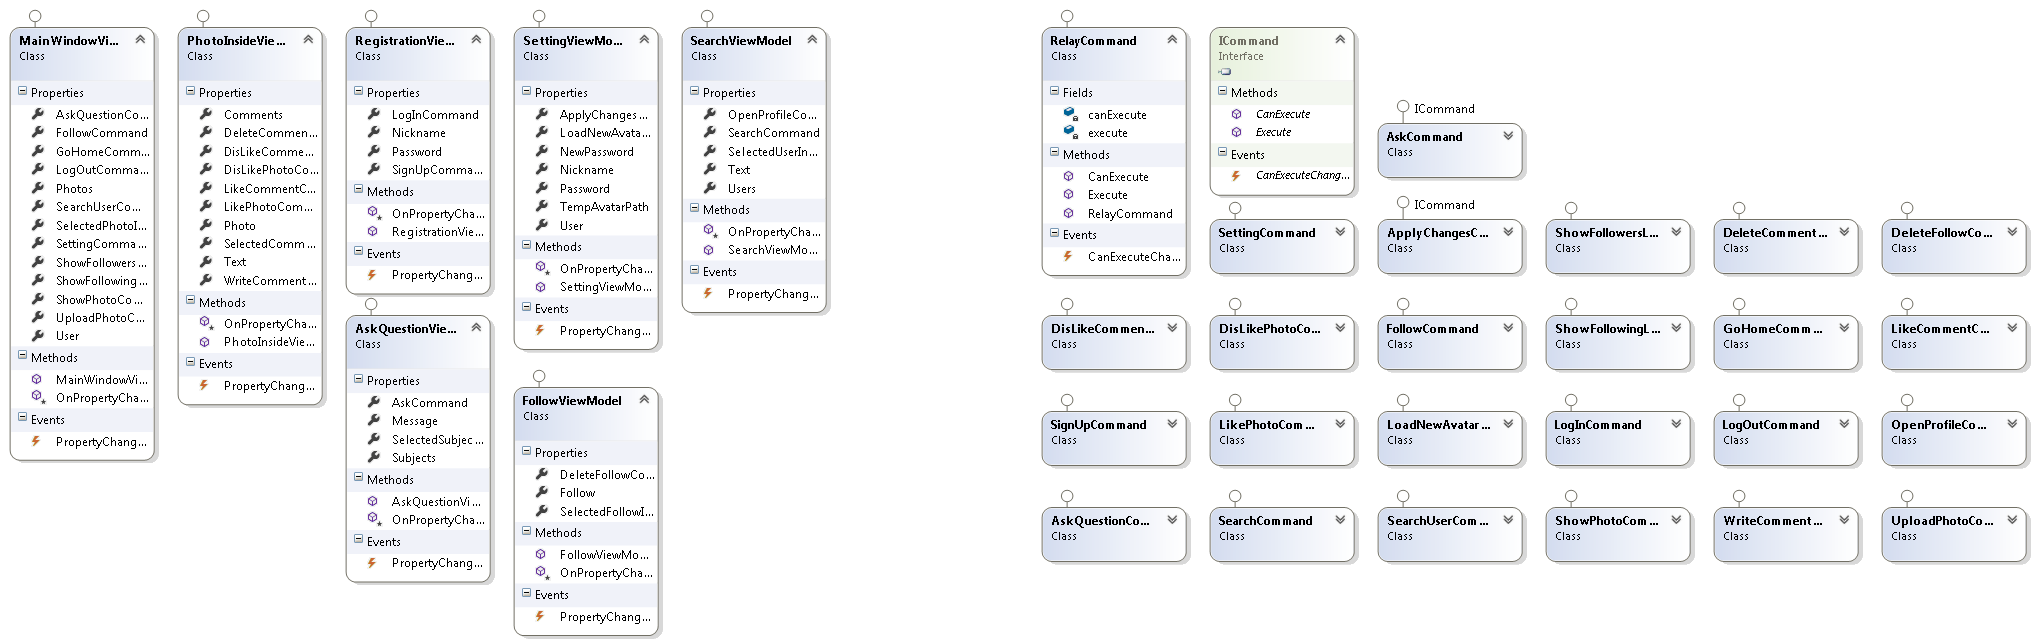 MainWindowVi...
Class
Properties
AskQuestionCo...
FollowCommand
GoHomeComm...
LogOutComma...
Photos
SearchUserCo...
SelectedPhotoI...
SettingComma...
ShowFollowers...
ShowFollowing...
ShowPhotoCo...
UploadPhotoC...
User
Methods
MainWindowVi...
OnPropertyCha...
Events
PropertyChang...
PhotoInsideVie...
Class
Properties
Comments
DeleteCommen...
DisLikeComme...
DisLikePhotoCo...
LikeCommentC...
LikePhotoCom...
Photo
SelectedComm...
Text
WriteComment...
Methods
OnPropertyCha...
PhotoInsideVie...
Events
PropertyChang...
RegistrationVie...
Class
Properties
LogInCommand
Nickname
Password
SignUpComma...
Methods
OnPropertyCha...
RegistrationVie...
Events
PropertyChang...
AskQuestionVie...
Class
Properties
AskCommand
Message
SelectedSubjec...
Subjects
Methods
AskQuestionVi...
OnPropertyCha...
Events
PropertyChang...
SettingViewMo...
Class
Properties
ApplyChanges...
LoadNewAvata...
NewPassword
Nickname
Password
TempAvatarPath
User
Methods
OnPropertyCha...
SettingViewMo...
Events
PropertyChang...
FollowViewModel
Class
Properties
DeleteFollowCo...
Follow
SelectedFollowI...
Methods
FollowViewMo...
OnPropertyCha...
Events
PropertyChang...
SearchViewModel
Class
Properties
OpenProfileCo...
SearchCommand
SelectedUserIn...
Text
Users
Methods
OnPropertyCha...
SearchViewMo...
Events
PropertyChang...
RelayCommand
Class
Fields
canExecute
execute
Methods
CanExecute
Execute
RelayCommand
Events
CanExecuteCha...
ICommand
Interface
Methods
CanExecute
Execute
Events
CanExecuteChang...
ICommand
AskCommand
Class
SettingCommand
Class
ICommand
ApplyChangesC...
Class
ShowFollowersL...
Class
DeleteComment...
Class
DeleteFollowCo...
Class
DisLikeCommen...
Class
DisLikePhotoCo...
Class
FollowCommand
Class
ShowFollowingL...
Class
GoHomeComm...
Class
LikeCommentC...
Class
SignUpCommand
Class
LikePhotoCom...
Class
LoadNewAvatar...
Class
LogInCommand
Class
LogOutCommand
Class
OpenProfileCo...
Class
AskQuestionCo...
Class
SearchCommand
Class
SearchUserCom...
Class
ShowPhotoCom...
Class
WriteComment...
Class
UploadPhotoCo...
Class